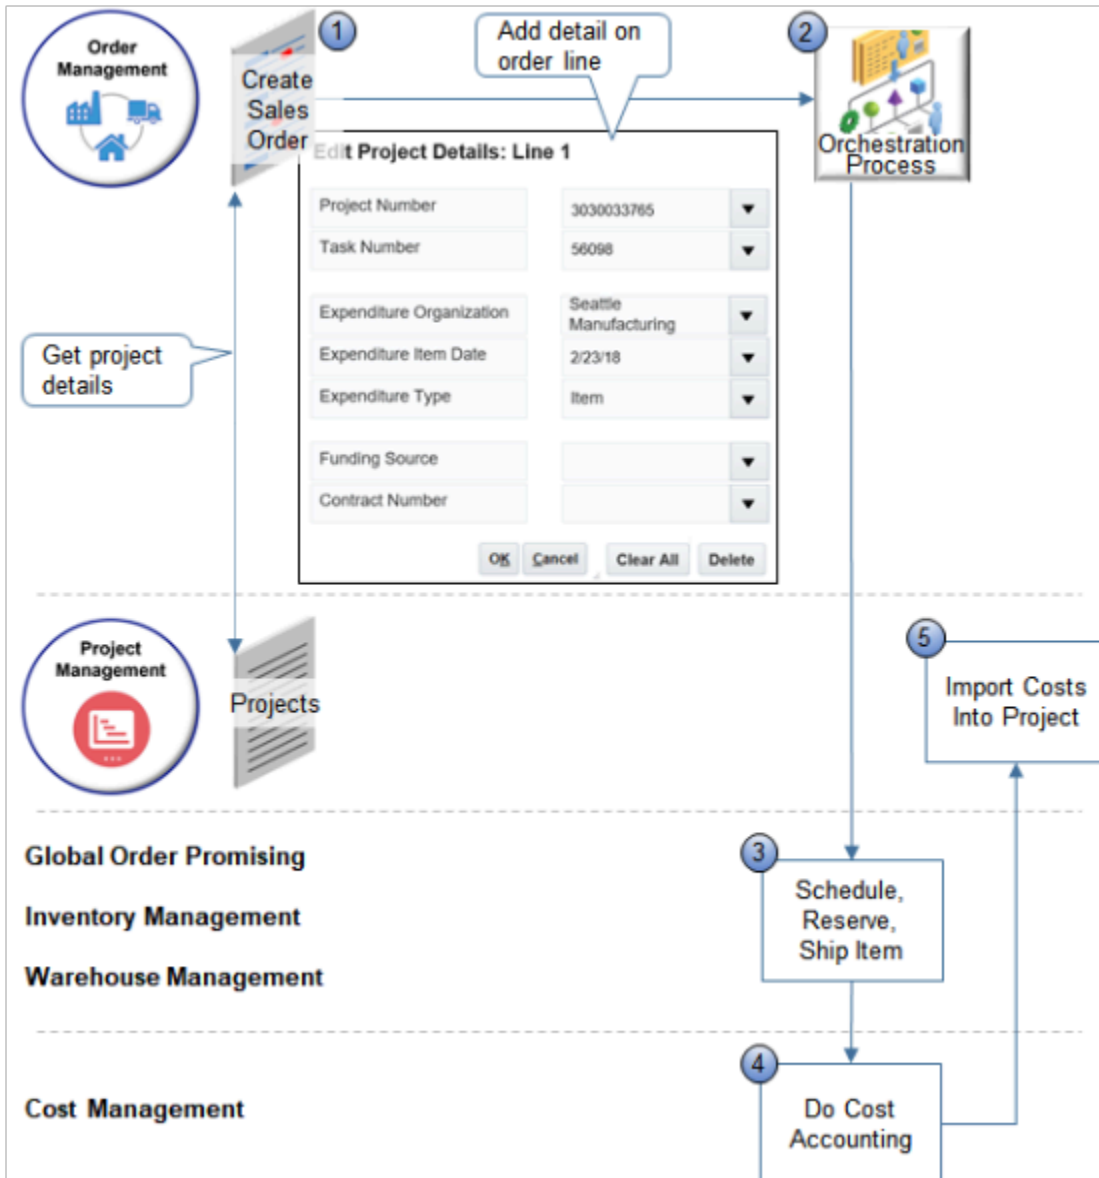 Order
Management
1
Create
Sales
Order
Add detail on
order line
2
Orchestration
Process
Edit Project Details: Line 1
Project Number
3030033765
Task Number
56098
Expenditure Organization
Seattle
Manufacturing
Expenditure Item Date
2/23/18
Expenditure Type
Item
Funding Source
Contract Number
OK
Cancel
Clear All
Delete
Get project
details
Project
Management
Projects
5
Import Costs
Into Project
Global Order Promising
Inventory Management
Warehouse Management
3
Schedule,
Reserve,
Ship Item
Cost Management
4
Do Cost
Accounting